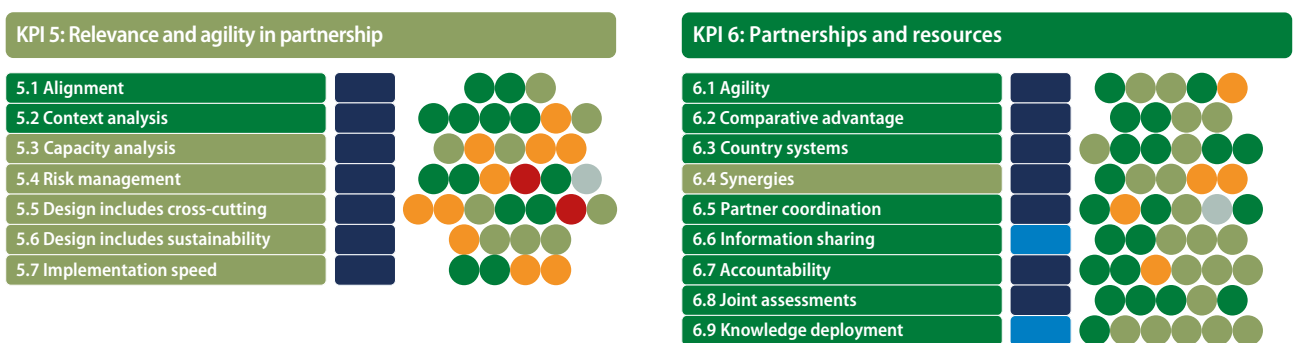 KPI 5: Relevance and agility in partnership
5.1 Alignment
5.2 Context analysis
5.3 Capacity analysis
5.4 Risk management
5.5 Design includes cross-cutting
5.6 Design includes sustainability
5.7 Implementation speed
KPI 6: Partnerships and resources
6.1 Agility
6.2 Comparative advantage
6.3 Country systems
6.4 Synergies
6.5 Partner coordination
6.6 Information sharing
6.7 Accountability
6.8 Joint assessments
6.9 Knowledge deployment